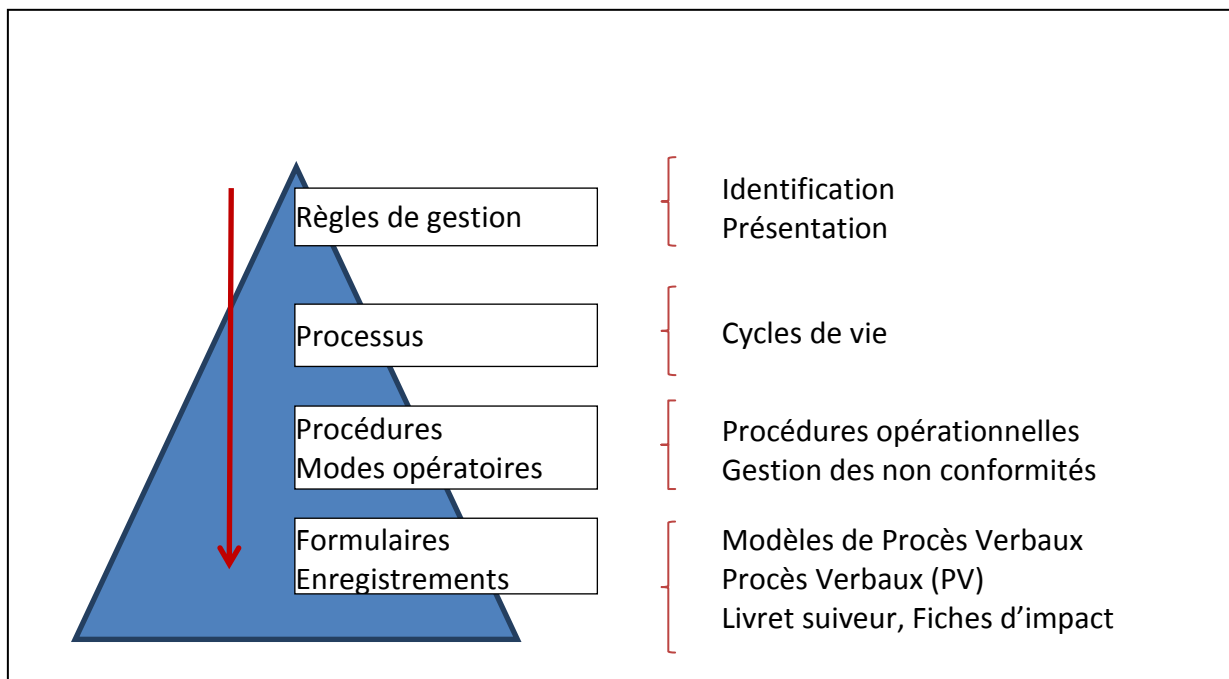 Règles de gestion
Identification
Présentation
Processus
Cycles de vie
Procédures
Modes opératoires
Procédures opérationnelles
Gestion des non conformités
Formulaires
Enregistrements
Modèles de Procès Verbaux
Procès Verbaux (PV)
Livret suiveur, Fiches d’impact